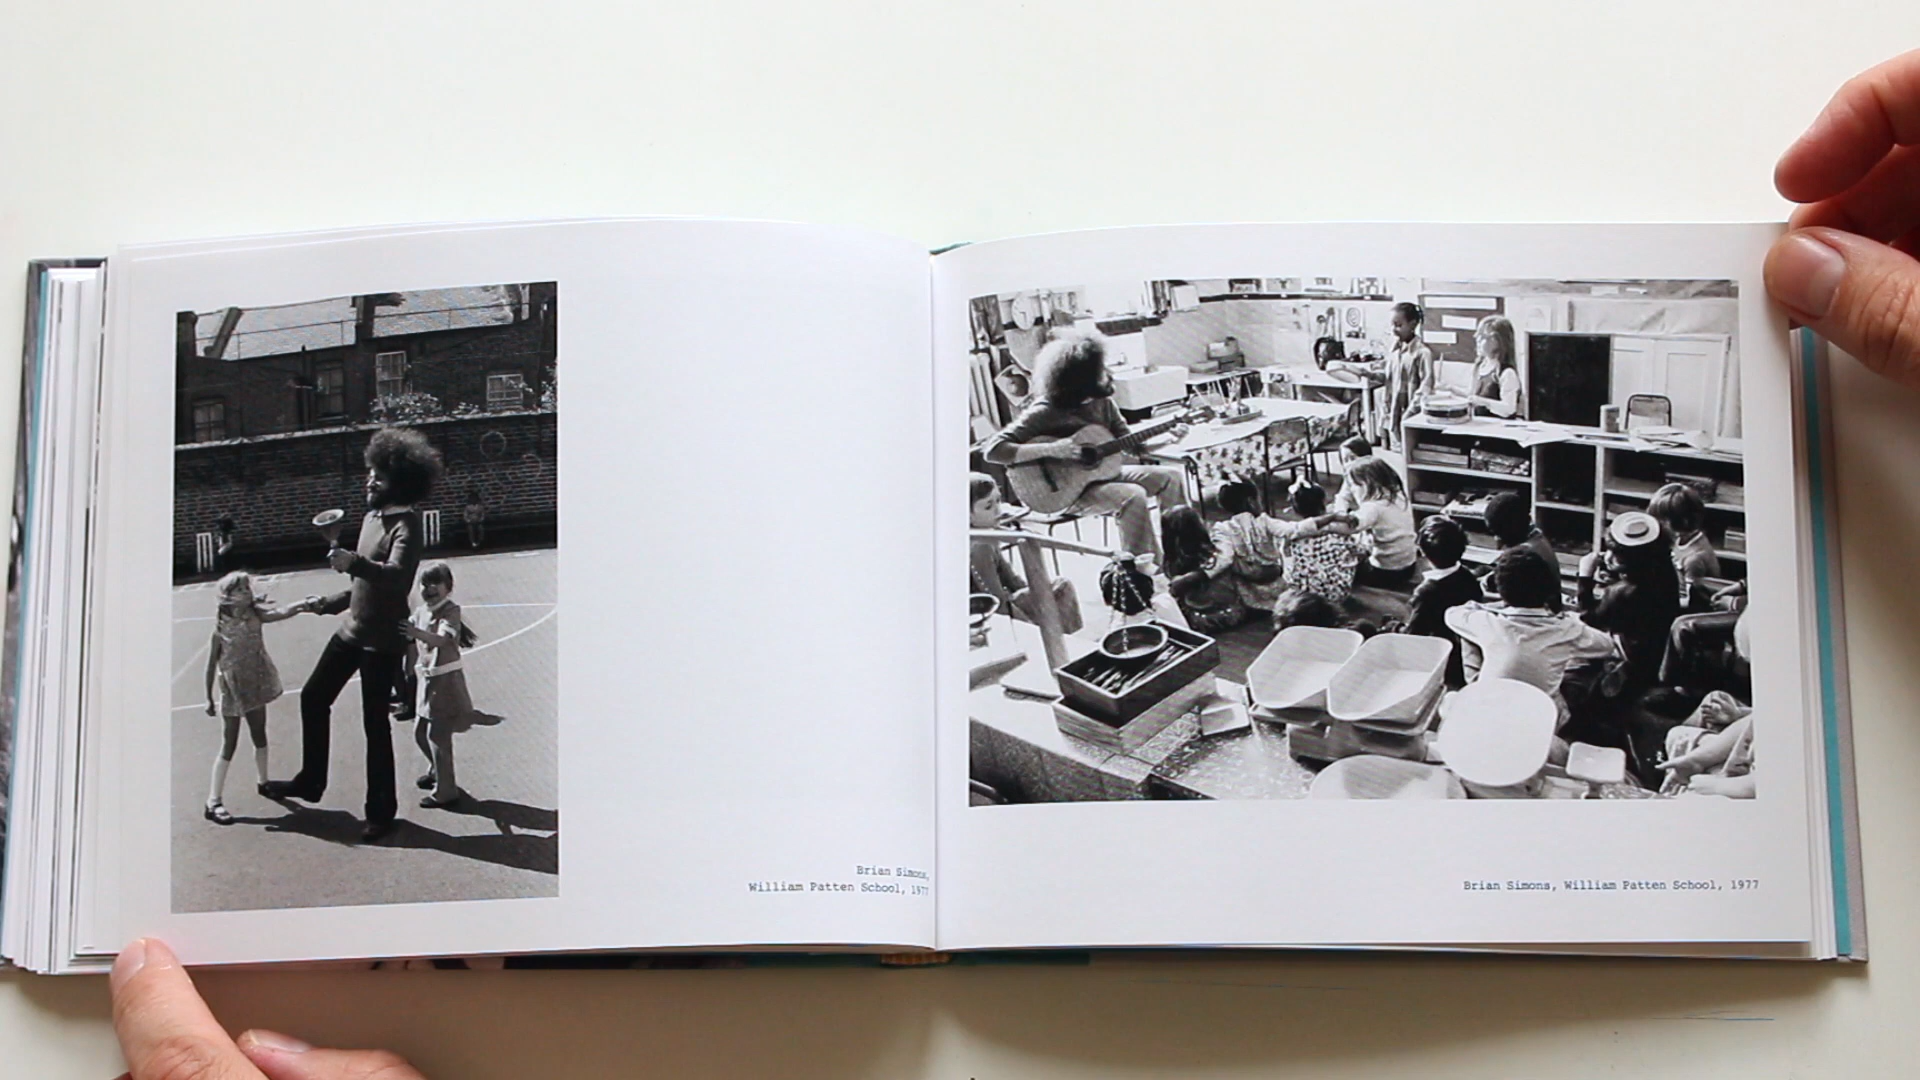 Brian Simons,
William Patten School, 1977
Brian Simons, William Patten School, 1977